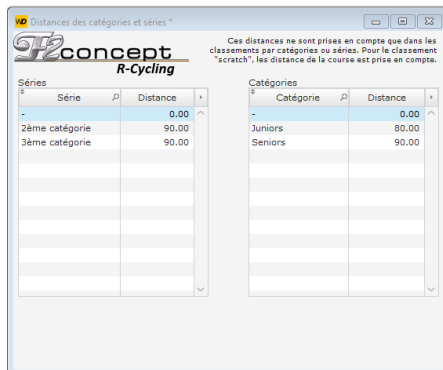 WD Distances des catégories et séries *
F2concept
R-Cycling
Ces distances ne sont prises en compte que dans les
classements par catégories ou séries. Pour le classement
"scratch", les distance de la course est prise en compte.
Séries
Série Distance
- 0.00
2ème catégorie 90.00
3ème catégorie 90.00
Catégories
Catégorie Distance
- 0.00
Juniors 80.00
Seniors 90.00